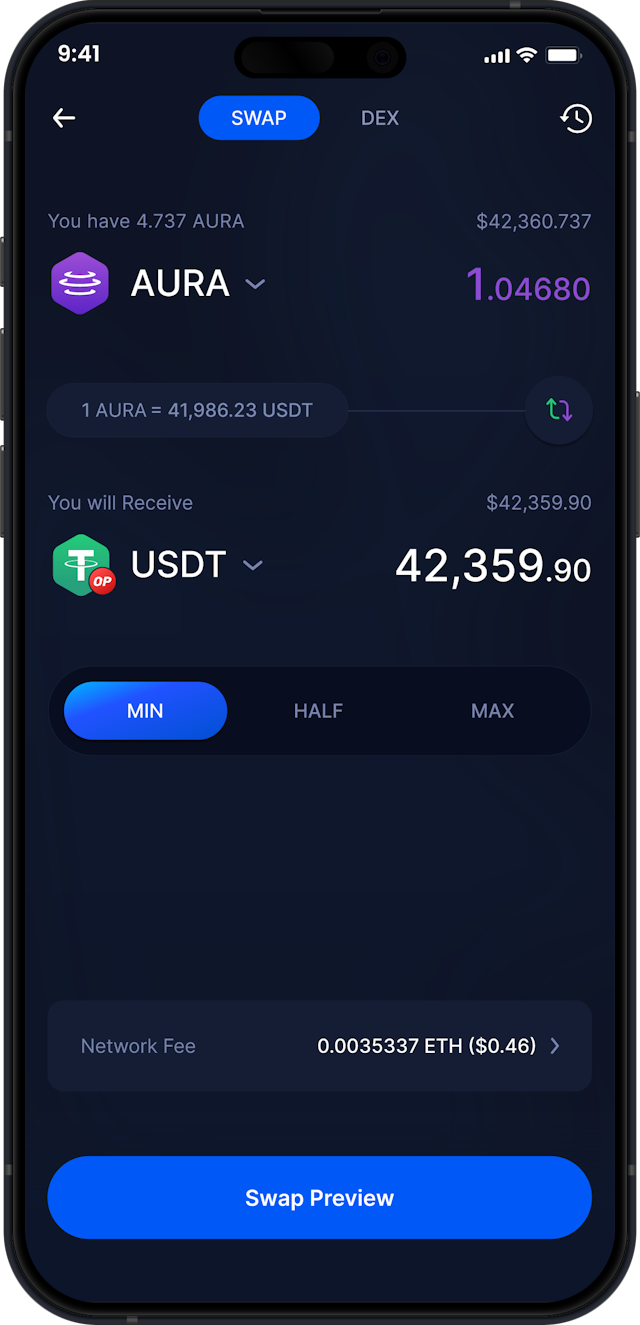 9:41
SWAP DEX
You have 4.737 AURA $42,360.737
AURA 1.04680
1 AURA = 41,986.23 USDT
You will Receive $42,359.90
T OP USDT 42,359.90
MIN HALF MAX
Network Fee 0.0035337 ETH ($0.46)
Swap Preview